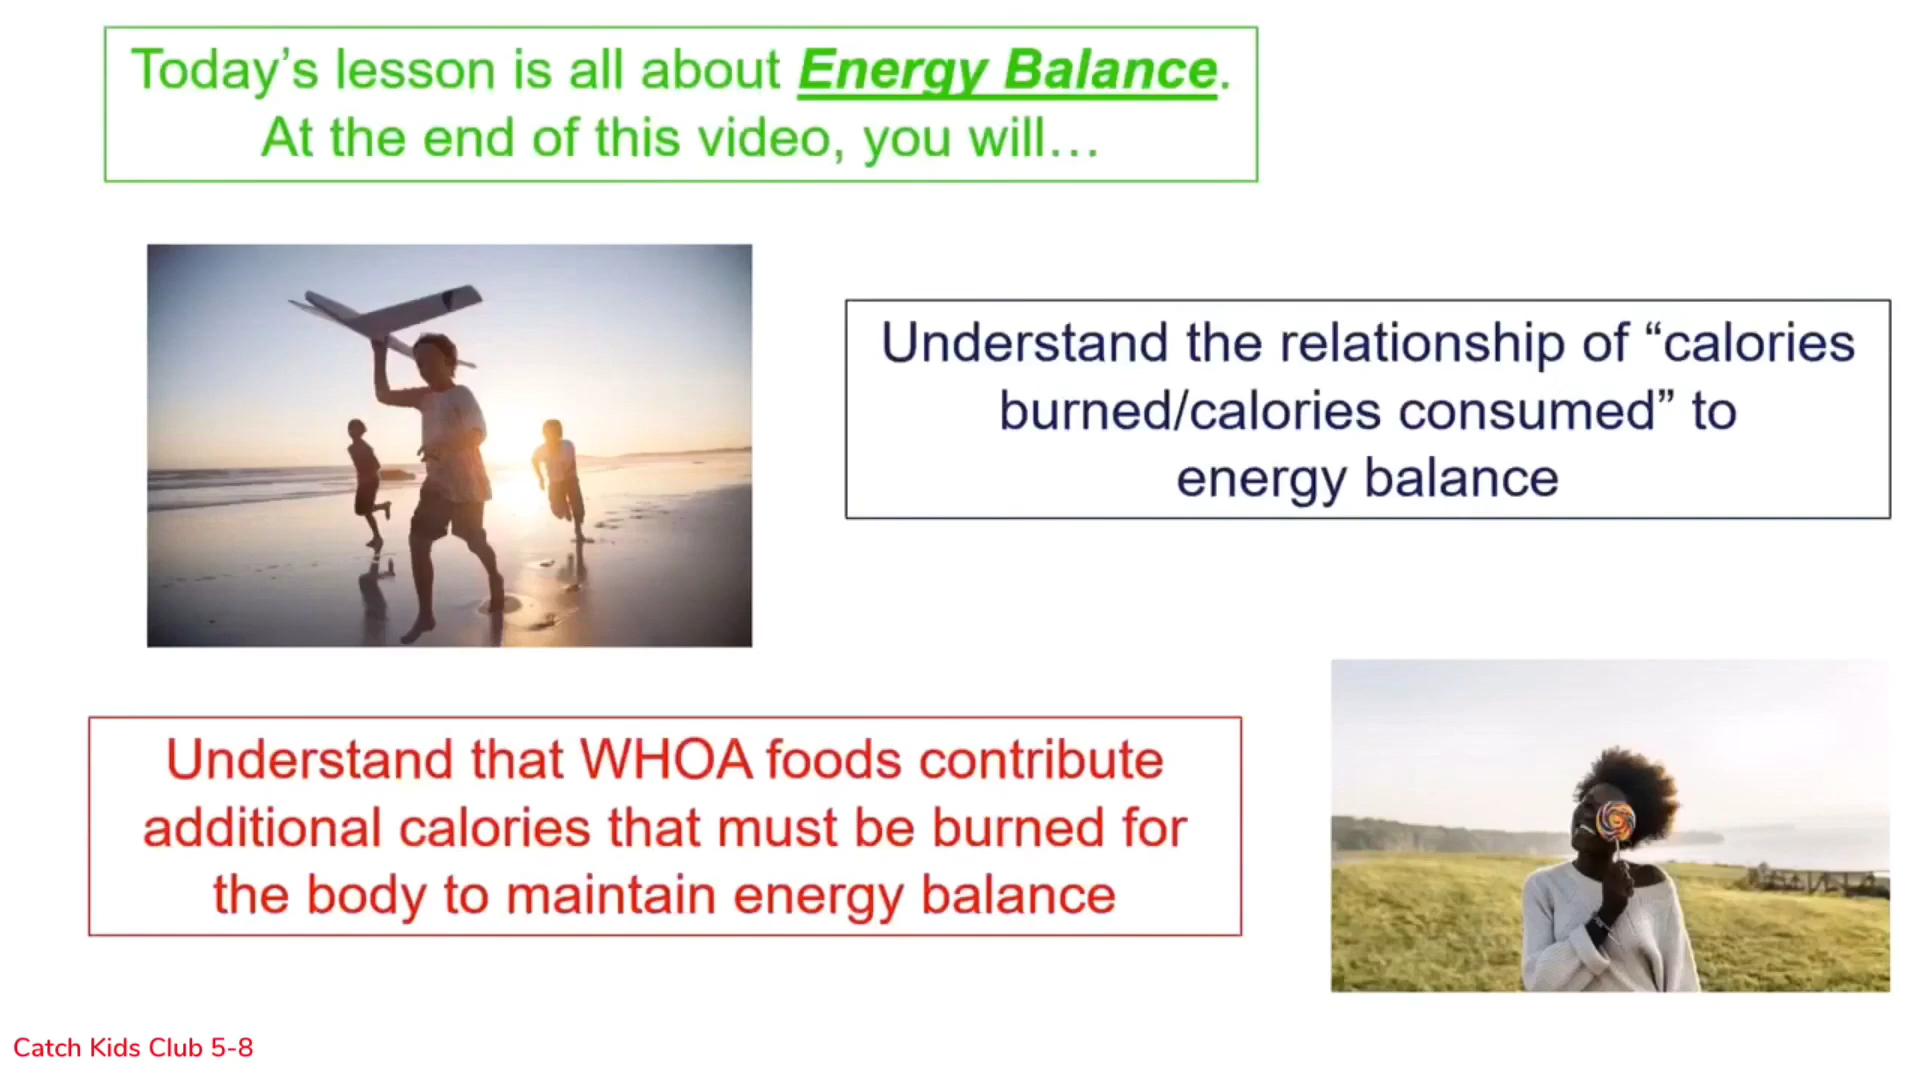 Today’s lesson is all about Energy Balance.
At the end of this video, you will…
Understand the relationship of “calories
burned/calories consumed” to
energy balance
Understand that WHOA foods contribute
additional calories that must be burned for
the body to maintain energy balance
Catch Kids Club 5-8